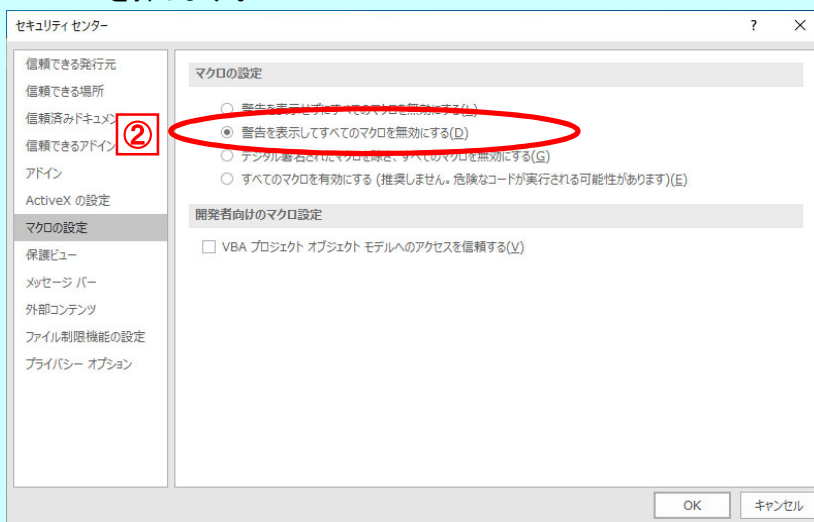 セキュリティ センター
? ×
信頼できる発行元
信頼できる場所
信頼済みドキュメン
信頼できるアドイン
アドイン
ActiveX の設定
マクロの設定
保護ビュー
メッセージ バー
外部コンテンツ
ファイル制限機能の設定
プライバシー オプション
②
マクロの設定
警告を表示せずにすべてのマクロを無効にする(L)
警告を表示してすべてのマクロを無効にする(D)
デジタル署名されたマクロを除き、すべてのマクロを無効にする(G)
すべてのマクロを有効にする (推奨しません。危険なコードが実行される可能性があります)(E)
開発者向けのマクロ設定
VBA プロジェクト オブジェクト モデルへのアクセスを信頼する(V)
OK
キャンセル